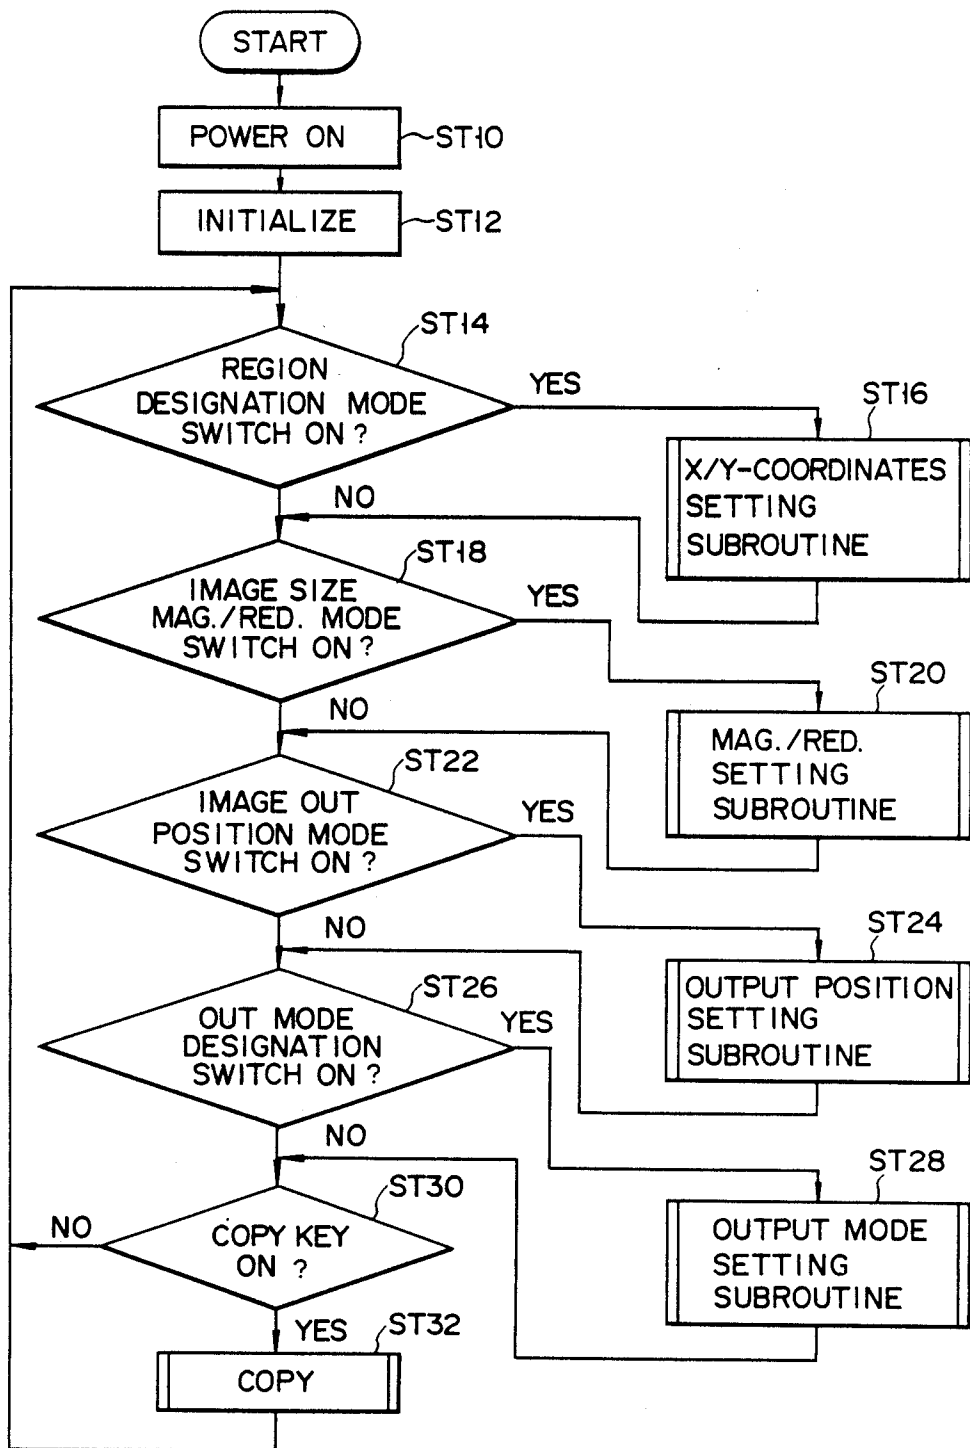 START
POWER ON
ST10
INITIALIZE
ST12
ST14
REGION
DESIGNATION MODE
SWITCH ON ?
YES
ST16
X/Y-COORDINATES
SETTING
SUBROUTINE
NO
ST18
IMAGE SIZE
MAG./RED. MODE
SWITCH ON ?
YES
ST20
MAG./RED.
SETTING
SUBROUTINE
NO
ST22
IMAGE OUT
POSITION MODE
SWITCH ON ?
YES
ST24
OUTPUT POSITION
SETTING
SUBROUTINE
NO
ST26
OUT MODE
DESIGNATION
SWITCH ON ?
YES
ST28
OUTPUT MODE
SETTING
SUBROUTINE
NO
ST30
COPY KEY
ON ?
NO
YES
ST32
COPY